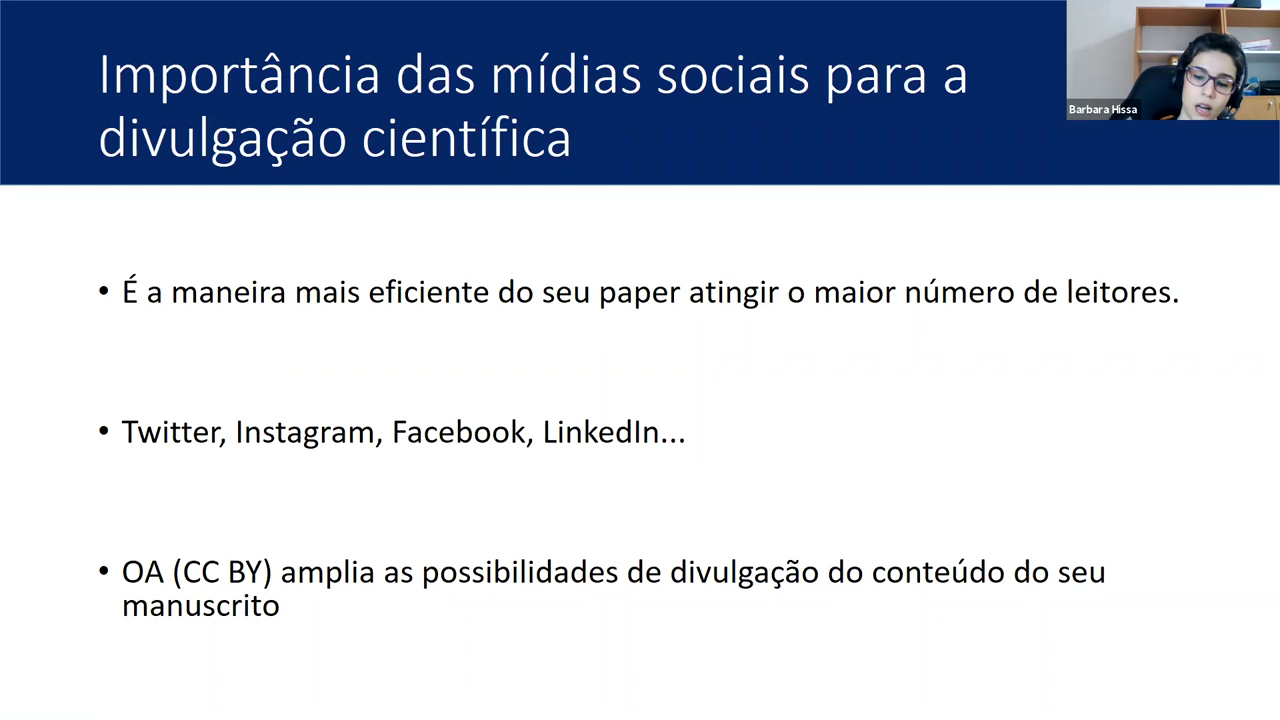 Importância das mídias sociais para a
divulgação científica
Barbara Hissa
• É a maneira mais eficiente do seu paper atingir o maior número de leitores.
• Twitter, Instagram, Facebook, LinkedIn...
• OA (CC BY) amplia as possibilidades de divulgação do conteúdo do seu
manuscrito